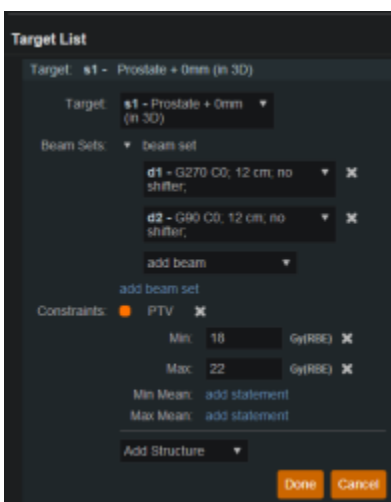 Target List
Target: s1 - Prostate + 0mm (in 3D)
Target: s1 - Prostate + 0mm
(in 3D)
Beam Sets: beam set
d1 - G270 C0; 12 cm; no
shifter;
d2 - G90 C0; 12 cm; no
shifter;
add beam
add beam set
Constraints: PTV
Min: 18 Gy(RBE)
Max: 22 Gy(RBE)
Min Mean: add statement
Max Mean: add statement
Add Structure
Done Cancel